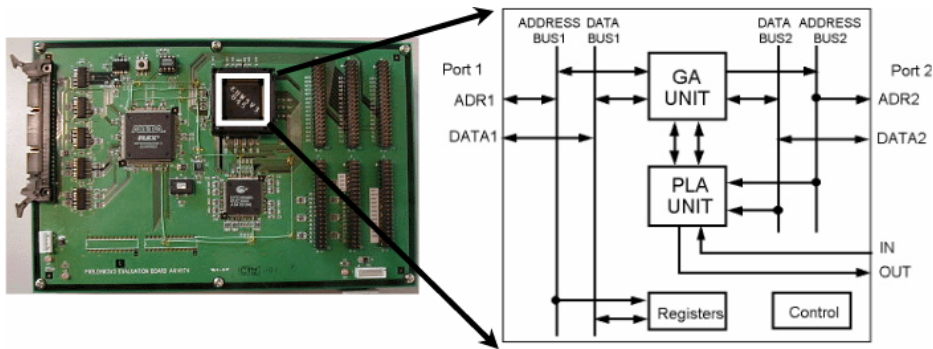 ADDRESS DATA
BUS1 BUS1
DATA ADDRESS
BUS2 BUS2
Port 1
GA
UNIT
Port 2
ADR1
ADR2
DATA1
DATA2
PLA
UNIT
IN
OUT
Registers
Control